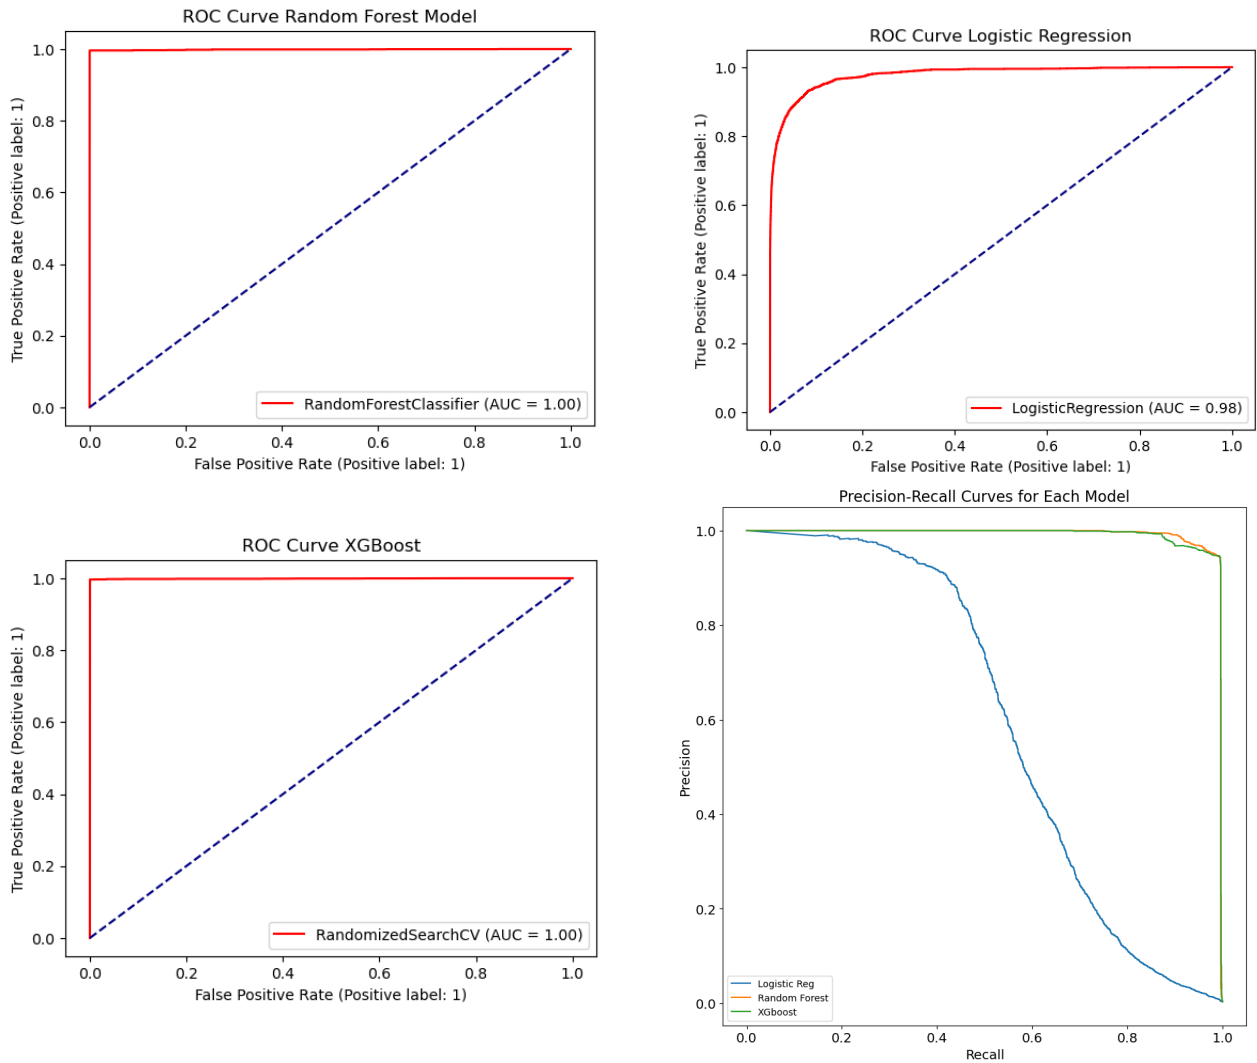 ROC Curve Random Forest Model
True Positive Rate (Positive label: 1)
1.0
0.8
0.6
0.4
0.2
0.0
RandomForestClassifier (AUC = 1.00)
0.0 0.2 0.4 0.6 0.8 1.0
False Positive Rate (Positive label: 1)
ROC Curve Logistic Regression
True Positive Rate (Positive label: 1)
1.0
0.8
0.6
0.4
0.2
0.0
LogisticRegression (AUC = 0.98)
0.0 0.2 0.4 0.6 0.8 1.0
False Positive Rate (Positive label: 1)
ROC Curve XGBoost
True Positive Rate (Positive label: 1)
1.0
0.8
0.6
0.4
0.2
0.0
RandomizedSearchCV (AUC = 1.00)
0.0 0.2 0.4 0.6 0.8 1.0
False Positive Rate (Positive label: 1)
Precision-Recall Curves for Each Model
Precision
1.0
0.8
0.6
0.4
0.2
0.0
Logistic Reg
Random Forest
XGboost
0.0 0.2 0.4 0.6 0.8 1.0
Recall